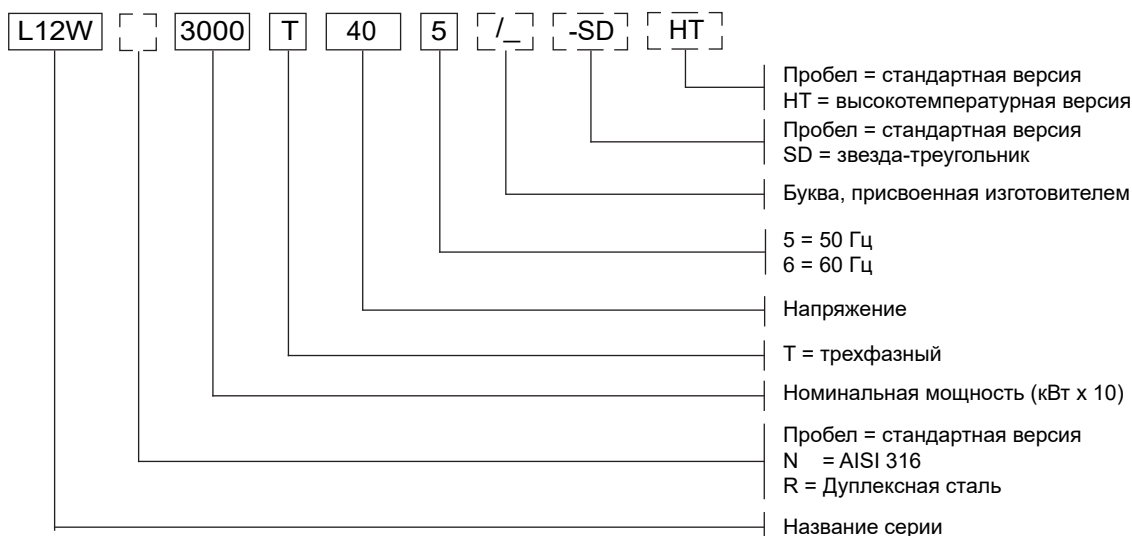 L12W 3000 T 40 5 /_ -SD HT
Пробел = стандартная версия
HT = высокотемпературная версия
Пробел = стандартная версия
SD = звезда-треугольник
Буква, присвоенная изготовителем
5 = 50 Гц
6 = 60 Гц
Напряжение
T = трехфазный
Номинальная мощность (кВт x 10)
Пробел = стандартная версия
N = AISI 316
R = Дуплексная сталь
Название серии